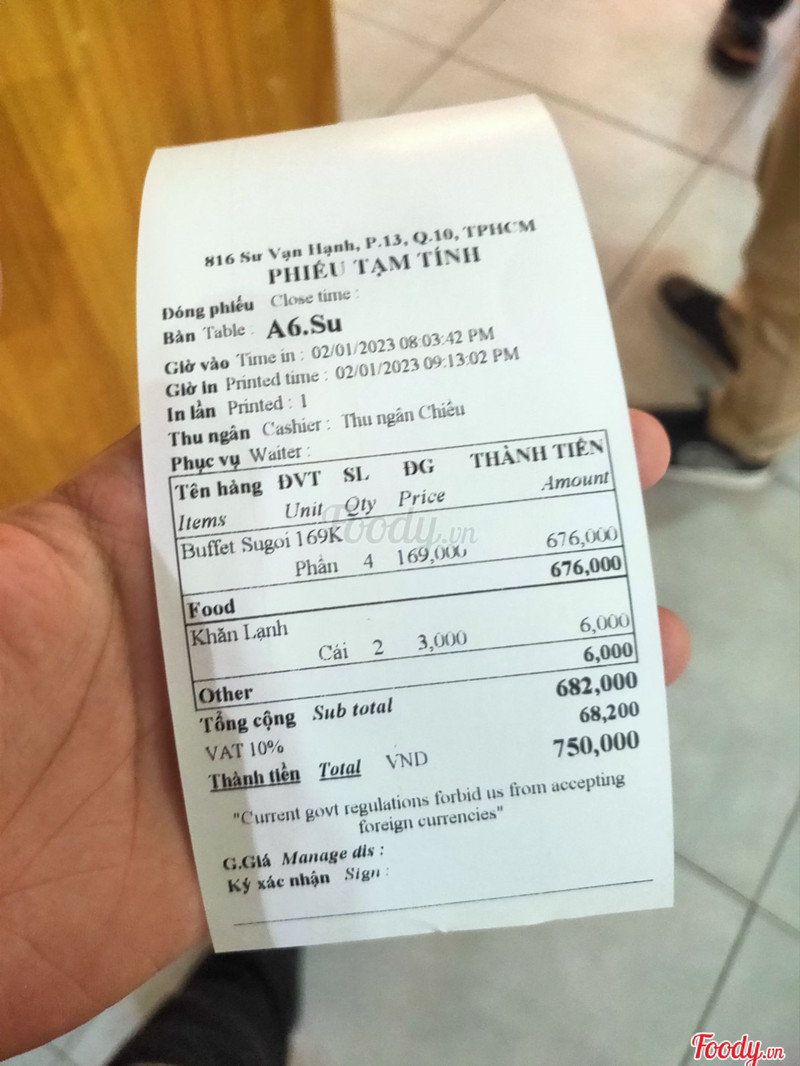 816 Sư Vạn Hạnh, P.13, Q.10, TPHCM
PHIẾU TẠM TÍNH
Đóng phiếu Close time :
Bàn Table : A6.Su
Giờ vào Time in : 02/01/2023 08:03:42 PM
Giờ in Printed time : 02/01/2023 09:13:02 PM
In lần Printed : 1
Thu ngân Cashier : Thu ngân Chiều
Phục vụ Waiter :
Tên hàng ĐVT SL ĐG THÀNH TIỀN
Items Unit Qty Price Amount
Foody.vn
Buffet Sugoi 169K
Phần 4 169,000 676,000
Food 676,000
Khăn Lạnh
Cái 2 3,000 6,000
Other 6,000
Tổng cộng Sub total 682,000
VAT 10% 68,200
Thành tiền Total VND 750,000
"Current govt regulations forbid us from accepting
foreign currencies"
G.Giá Manage dis :
Ký xác nhận Sign :
Foody.vn